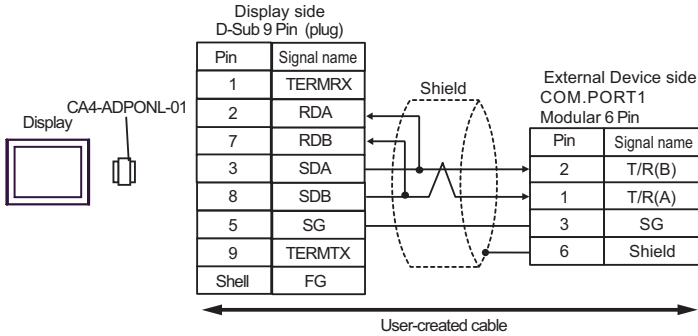 Display side
D-Sub 9 Pin (plug)
Pin Signal name
1 TERMRX
2 RDA
7 RDB
3 SDA
8 SDB
5 SG
9 TERMTX
Shell FG
CA4-ADPONL-01
Display
Shield
External Device side
COM.PORT1
Modular 6 Pin
Pin Signal name
2 T/R(B)
1 T/R(A)
3 SG
6 Shield
User-created cable